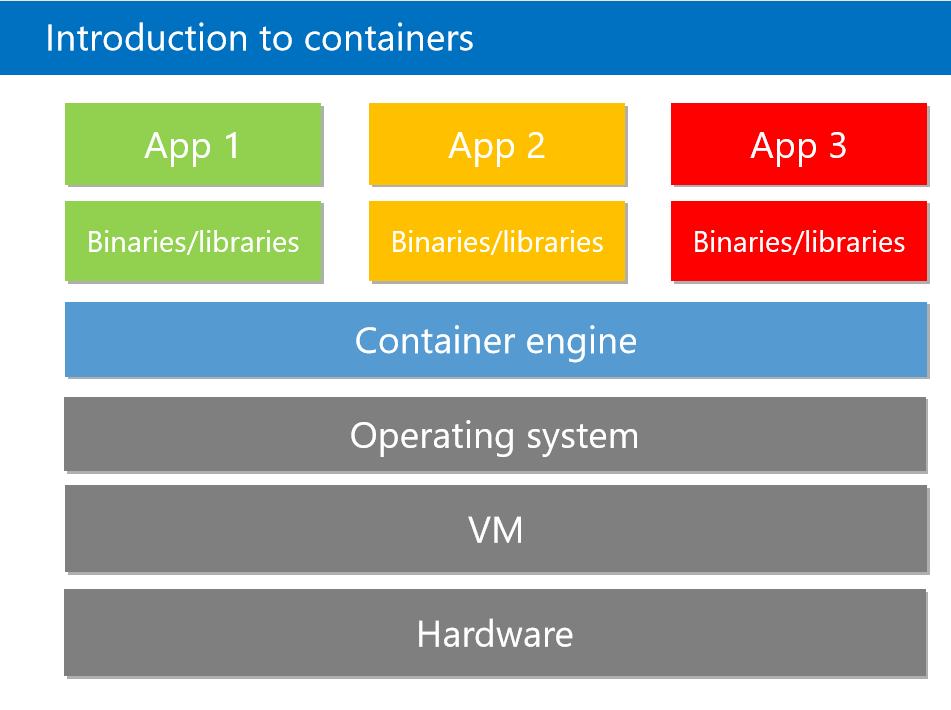 Introduction to containers
App 1
App 2
App 3
Binaries/libraries
Binaries/libraries
Binaries/libraries
Container engine
Operating system
VM
Hardware